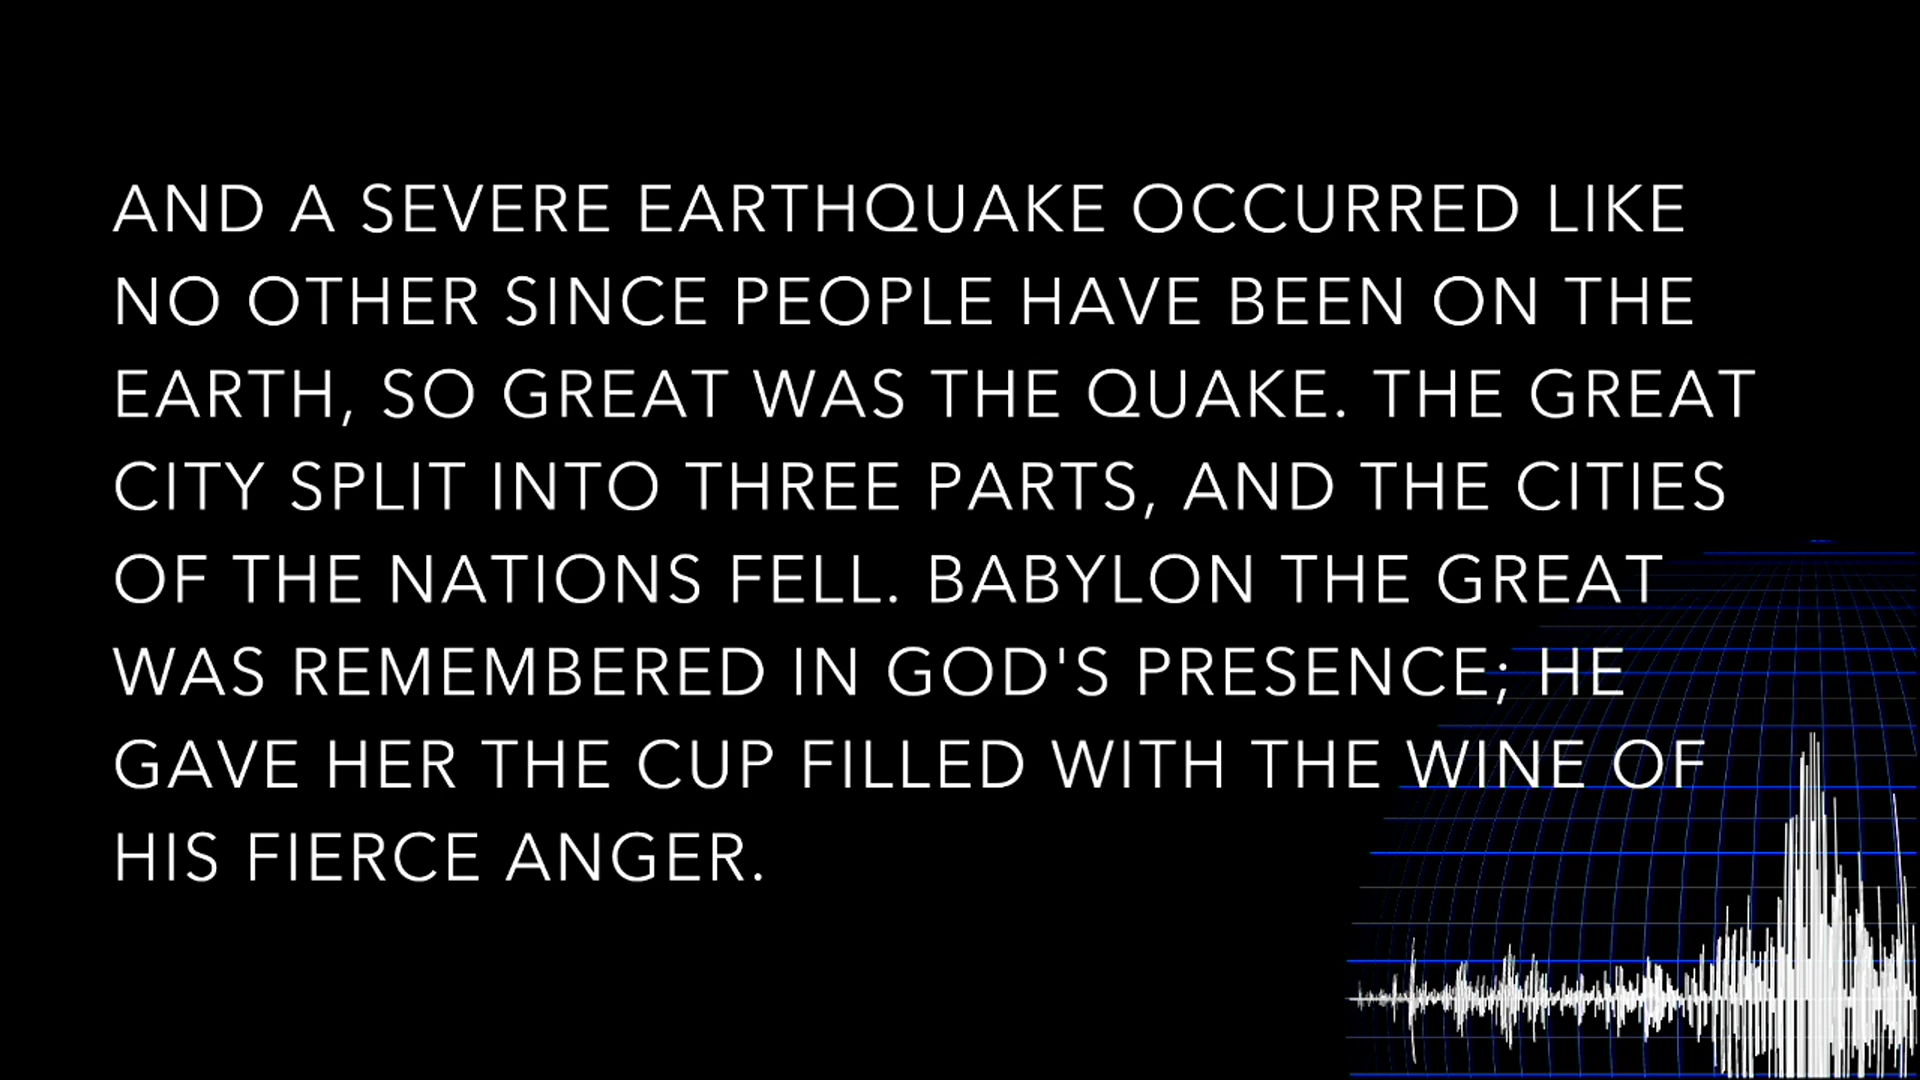 AND A SEVERE EARTHQUAKE OCCURRED LIKE
NO OTHER SINCE PEOPLE HAVE BEEN ON THE
EARTH, SO GREAT WAS THE QUAKE. THE GREAT
CITY SPLIT INTO THREE PARTS, AND THE CITIES
OF THE NATIONS FELL. BABYLON THE GREAT
WAS REMEMBERED IN GOD'S PRESENCE; HE
GAVE HER THE CUP FILLED WITH THE WINE OF
HIS FIERCE ANGER.